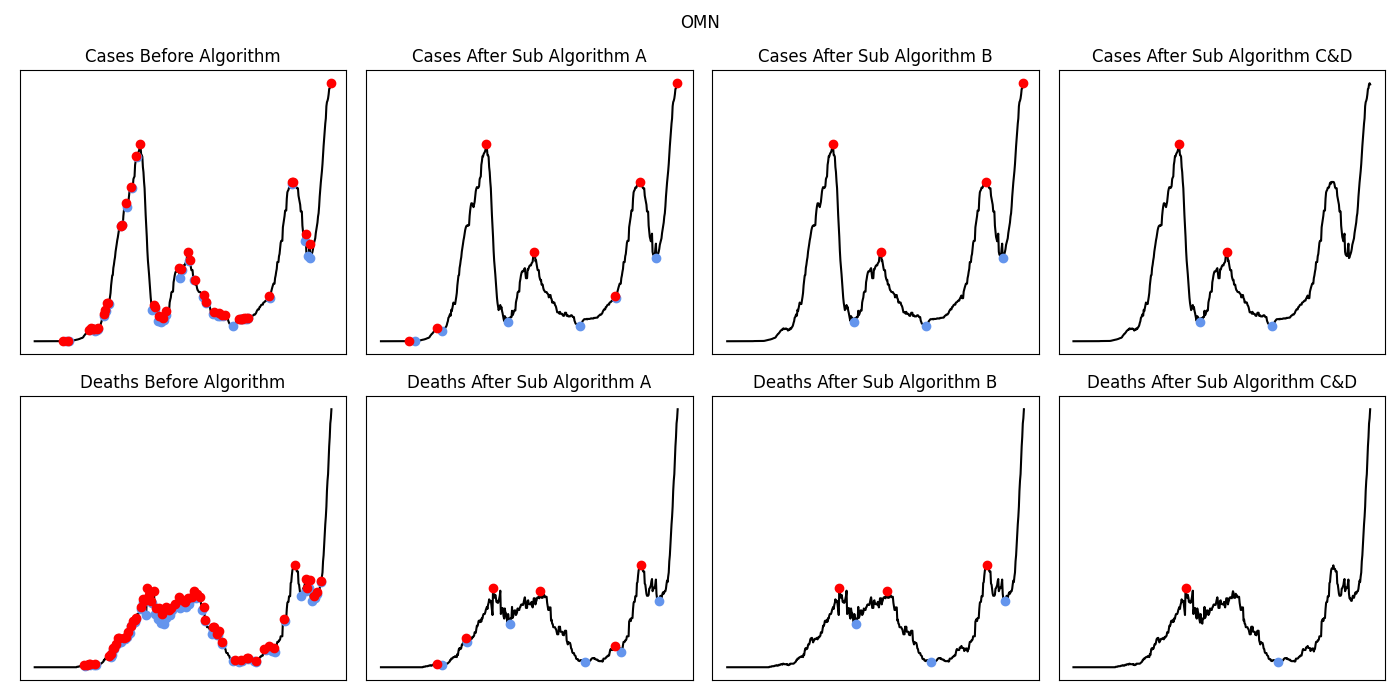 OMN
Cases Before Algorithm
Cases After Sub Algorithm A
Cases After Sub Algorithm B
Cases After Sub Algorithm C&D
Deaths Before Algorithm
Deaths After Sub Algorithm A
Deaths After Sub Algorithm B
Deaths After Sub Algorithm C&D